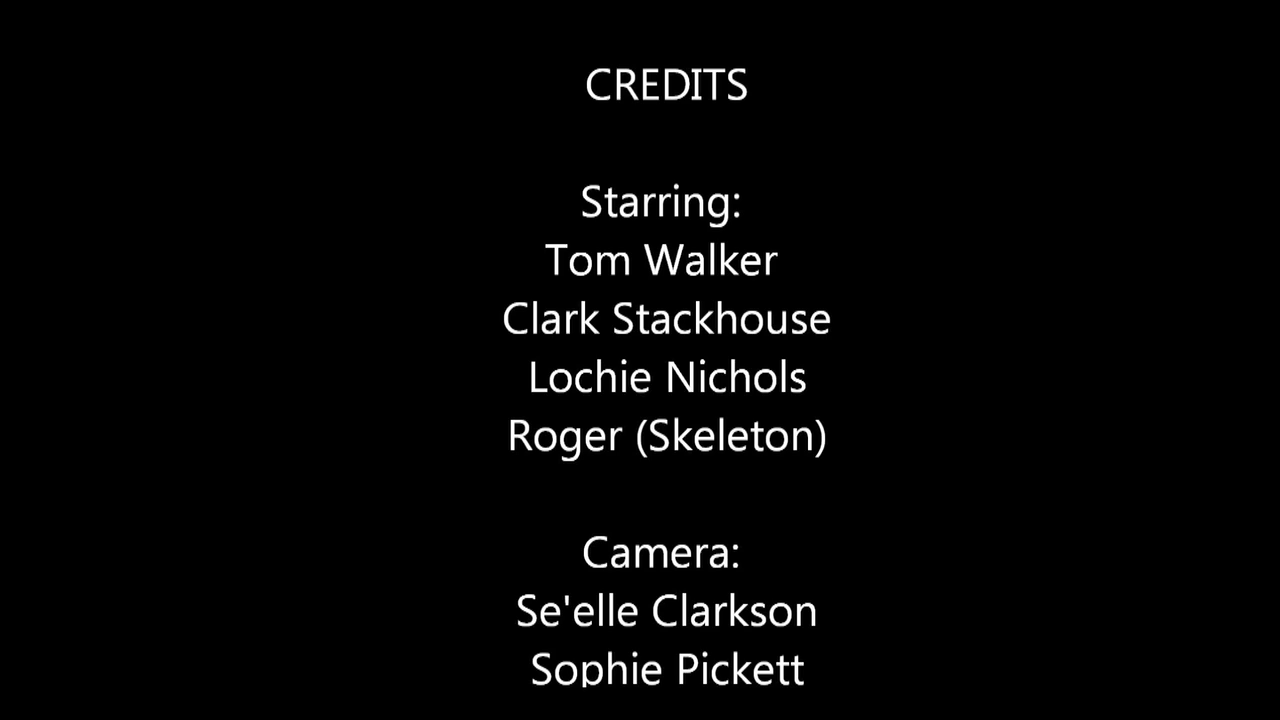 CREDITS
Starring:
Tom Walker
Clark Stackhouse
Lochie Nichols
Roger (Skeleton)
Camera:
Se'elle Clarkson
Sophie Pickett